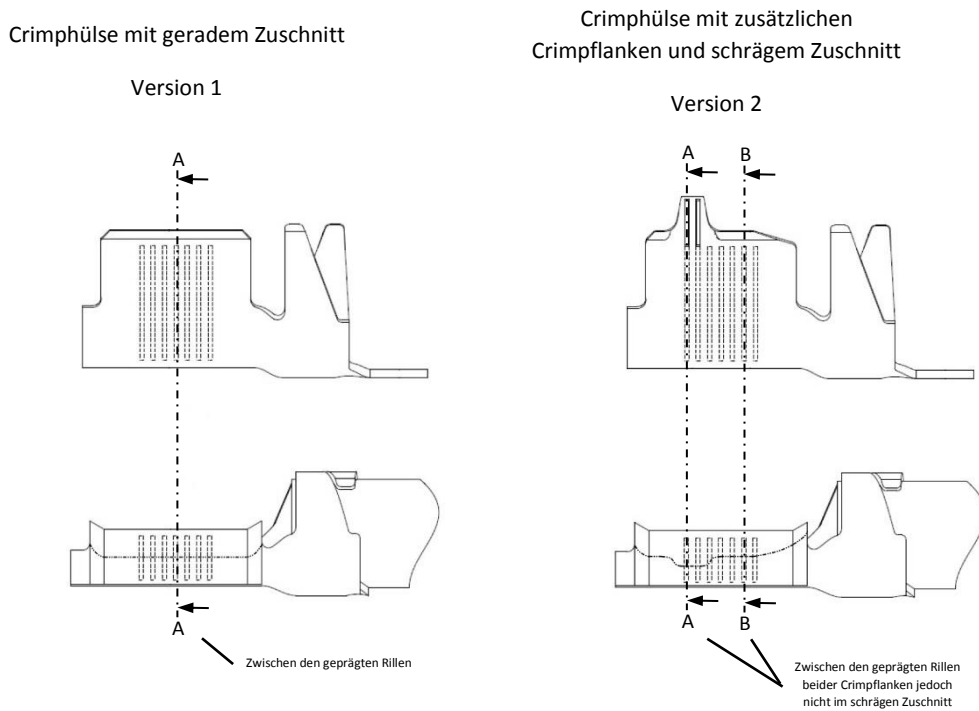 Crimphülse mit geradem Zuschnitt
Version 1
A
A
Zwischen den geprägten Rillen
Crimphülse mit zusätzlichen
Crimpflanken und schrägem Zuschnitt
Version 2
A B
A B
Zwischen den geprägten Rillen
beider Crimpflanken jedoch
nicht im schrägen Zuschnitt